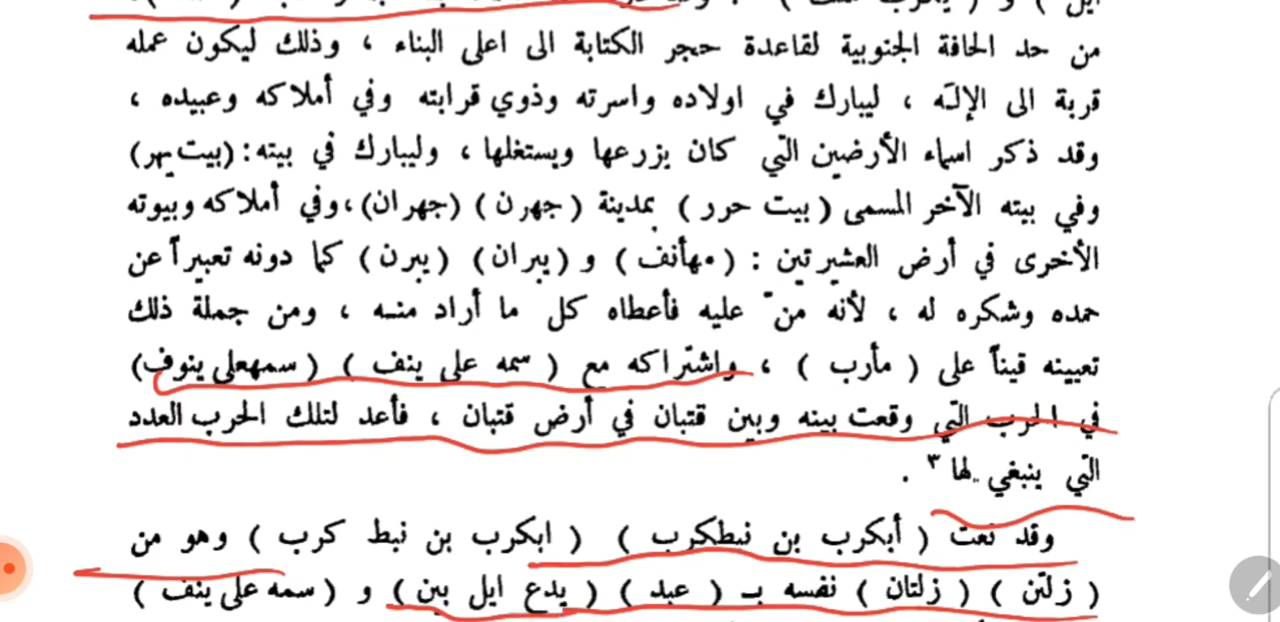 من حد الحافة الجنوبية لقاعدة حجر الكتابة الى اعلى البناء ، وذلك ليكون عمله
قربة الى الإلَه ، ليبارك في اولاده واسرته وذوي قرابته وفي أملاكه وعبيده ،
وقد ذكر اسماء الأرضين التي كان يزرعها ويستغلها ، وليبارك في بيته : (بيت يهر)
وفي بيته الآخر المسمى ( بيت حرر ) بمدينة ( جهرن ) ( جهران ) ، وفي أملاكه وبيوته
الأخرى في أرض العشيرتين : ( مهأنف ) و ( يبران ) ( يبرن ) كما دونه تعبيراً عن
حمده وشكره له ، لأنه منّ عليه فأعطاه كل ما أراد منه ، ومن جملة ذلك
تعيينه قيناً على ( مأرب ) ، واشتراكه مع ( سمه على ينف ) ( سمهعلي ينوف)
في الحرب التي وقعت بينه وبين قتبان في أرض قتبان ، فأعد لتلك الحرب العدد
التي ينبغي لها ٣ .
وقد نعت ( أبكرب بن نبطكرب ) ( ابكرب بن نبط كرب ) وهو من
( زلتن ) ( زلتان ) نفسه بـ ( عبد ) ( يدع ايل بين ) و ( سمه على ينف )